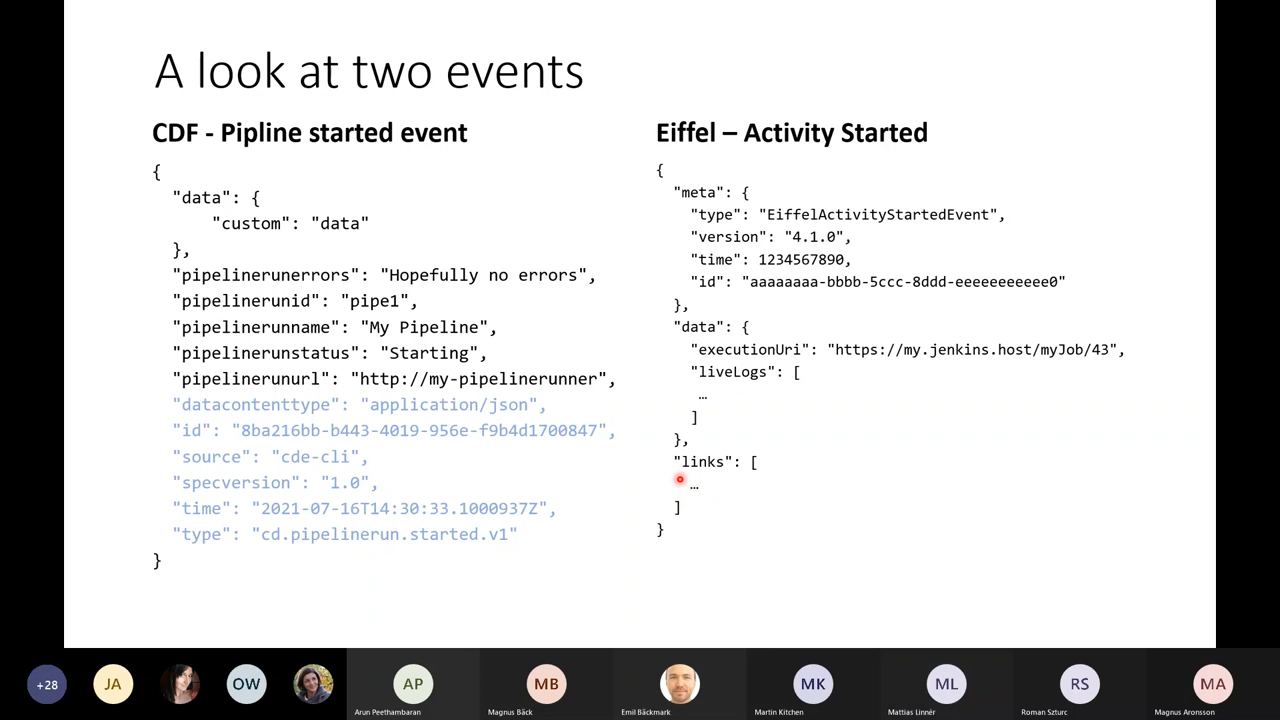 A look at two events
CDF - Pipline started event
{
"data": {
"custom": "data"
},
"pipelinerunerrors": "Hopefully no errors",
"pipelinerunid": "pipe1",
"pipelinerunname": "My Pipeline",
"pipelinerunstatus": "Starting",
"pipelinerunurl": "http://my-pipelinerunner",
"datacontenttype": "application/json",
"id": "8ba216bb-b443-4019-956e-f9b4d1700847",
"source": "cde-cli",
"specversion": "1.0",
"time": "2021-07-16T14:30:33.1000937Z",
"type": "cd.pipelinerun.started.v1"
}
Eiffel – Activity Started
{
"meta": {
"type": "EiffelActivityStartedEvent",
"version": "4.1.0",
"time": 1234567890,
"id": "aaaaaaaa-bbbb-5ccc-8ddd-eeeeeeeeeee0"
},
"data": {
"executionUri": "https://my.jenkins.host/myJob/43",
"liveLogs": [
…
]
},
"links": [
…
]
}
+28
JA
OW
AP
Arun Peethambaran
MB
Magnus Bäck
Emil Bäckmark
MK
Martin Kitchen
ML
Mattias Linnér
RS
Roman Szturc
MA
Magnus Aronsson